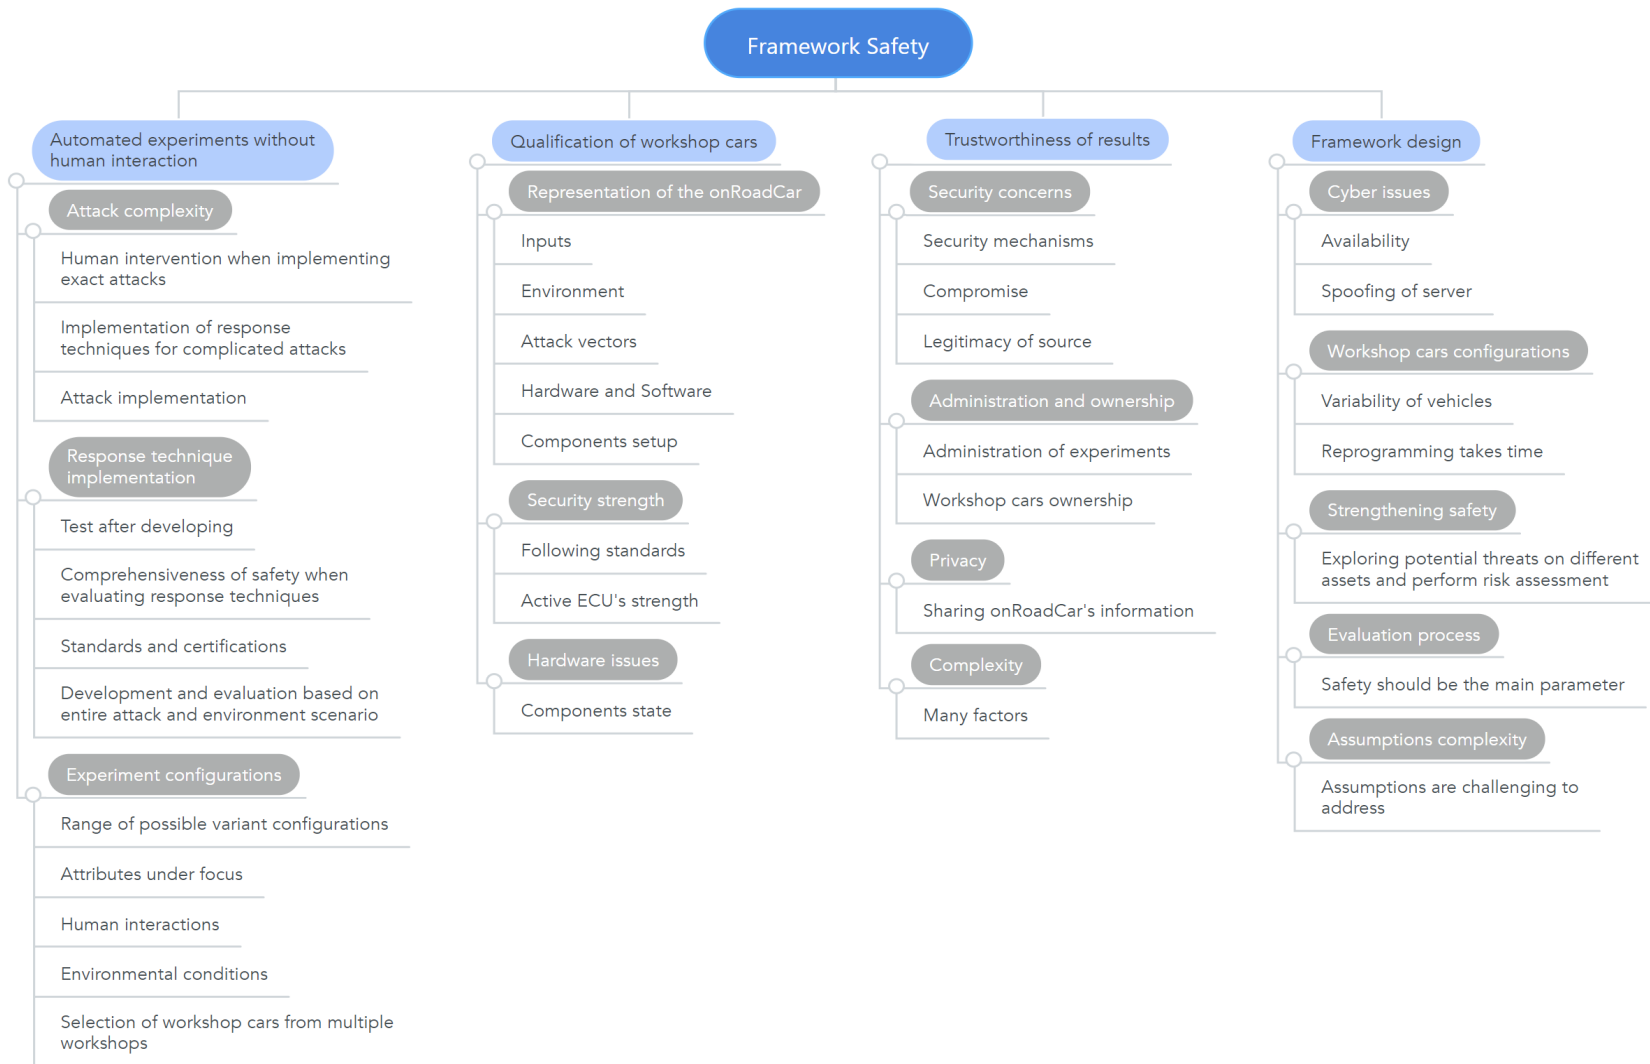 Framework Safety
Automated experiments without
human interaction
Attack complexity
Human intervention when implementing
exact attacks
Implementation of response
techniques for complicated attacks
Attack implementation
Response technique
implementation
Test after developing
Comprehensiveness of safety when
evaluating response techniques
Standards and certifications
Development and evaluation based on
entire attack and environment scenario
Experiment configurations
Range of possible variant configurations
Attributes under focus
Human interactions
Environmental conditions
Selection of workshop cars from multiple
workshops
Qualification of workshop cars
Representation of the onRoadCar
Inputs
Environment
Attack vectors
Hardware and Software
Components setup
Security strength
Following standards
Active ECU's strength
Hardware issues
Components state
Trustworthiness of results
Security concerns
Security mechanisms
Compromise
Legitimacy of source
Administration and ownership
Administration of experiments
Workshop cars ownership
Privacy
Sharing onRoadCar's information
Complexity
Many factors
Framework design
Cyber issues
Availability
Spoofing of server
Workshop cars configurations
Variability of vehicles
Reprogramming takes time
Strengthening safety
Exploring potential threats on different
assets and perform risk assessment
Evaluation process
Safety should be the main parameter
Assumptions complexity
Assumptions are challenging to
address